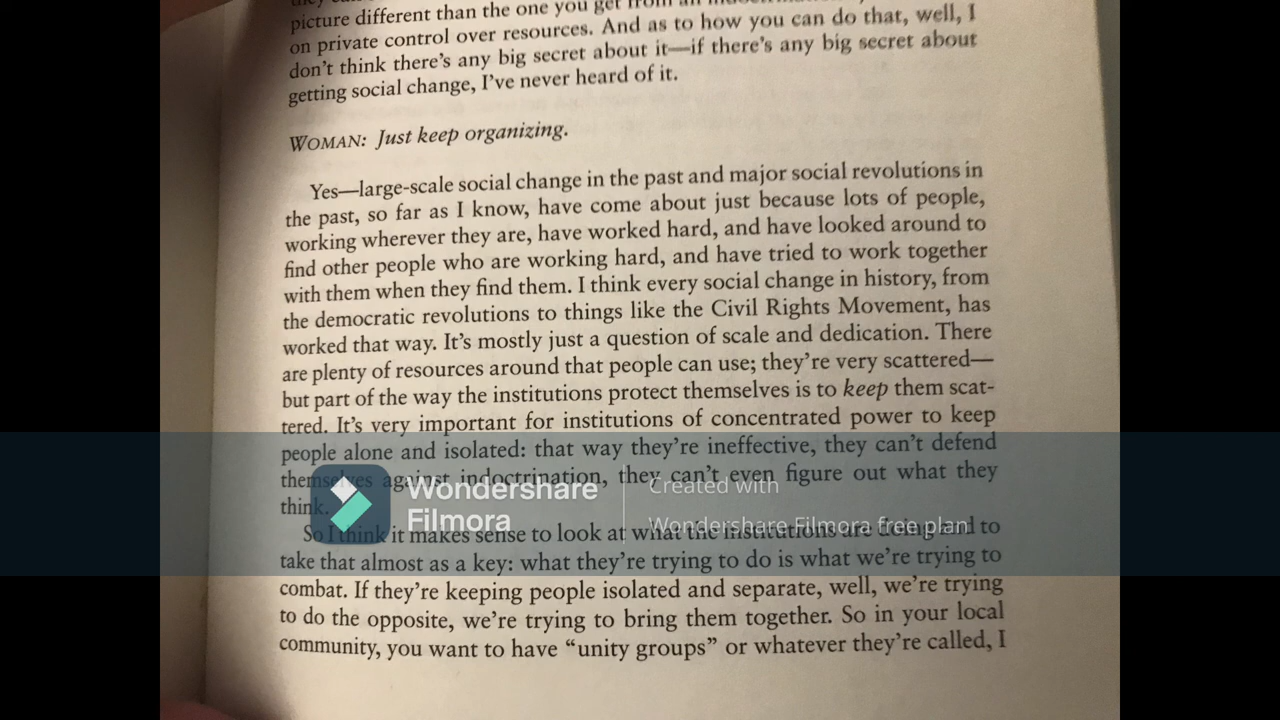 picture different than the one you get from an indoctrination
on private control over resources. And as to how you can do that, well, I
don't think there's any big secret about it—if there's any big secret about
getting social change, I've never heard of it.
WOMAN: Just keep organizing.
Yes—large-scale social change in the past and major social revolutions in
the past, so far as I know, have come about just because lots of people,
working wherever they are, have worked hard, and have looked around to
find other people who are working hard, and have tried to work together
with them when they find them. I think every social change in history, from
the democratic revolutions to things like the Civil Rights Movement, has
worked that way. It's mostly just a question of scale and dedication. There
are plenty of resources around that people can use; they're very scattered—
but part of the way the institutions protect themselves is to keep them scat-
tered. It's very important for institutions of concentrated power to keep
people alone and isolated: that way they're ineffective, they can't defend
themselves against indoctrination, they can't even figure out what they
think.
So I think it makes sense to look at what the institutions are doing and to
take that almost as a key: what they're trying to do is what we're trying to
combat. If they're keeping people isolated and separate, well, we're trying
to do the opposite, we're trying to bring them together. So in your local
community, you want to have “unity groups” or whatever they're called, I
Wondershare
Filmora
Created with
Wondershare Filmora free plan